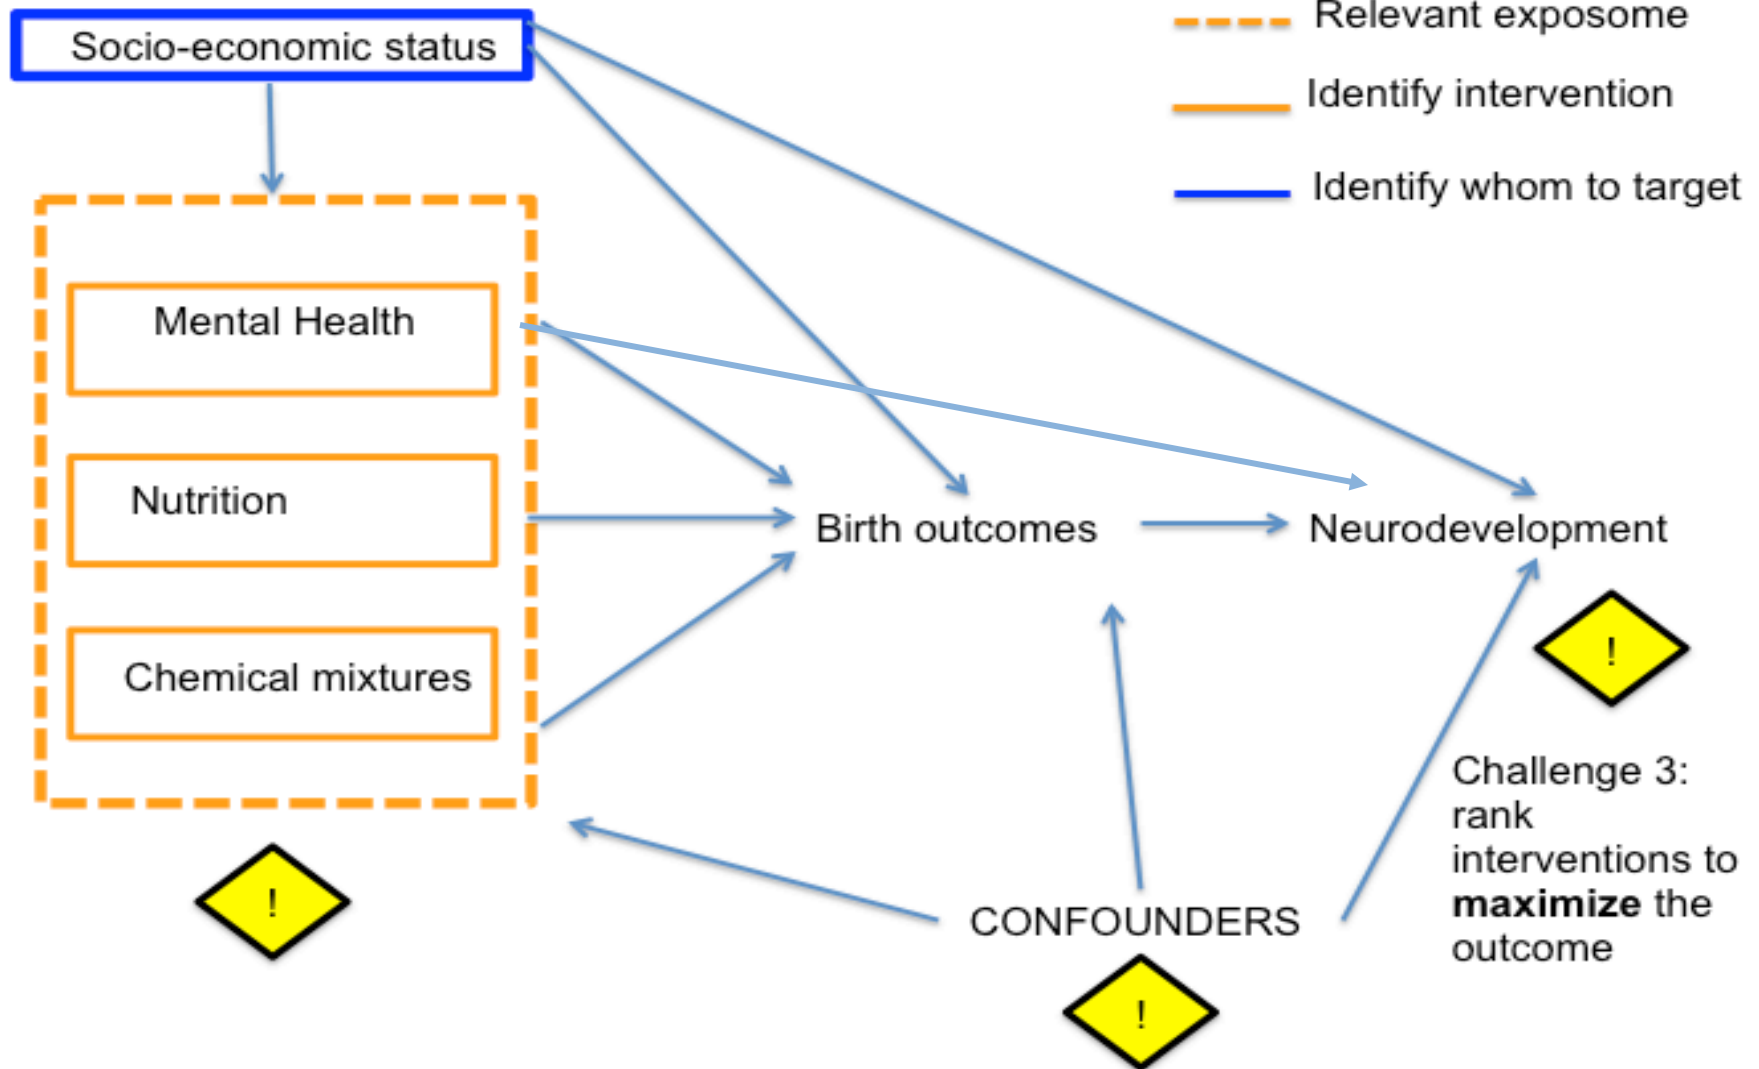 Socio-economic status
Relevant exposome
Identify intervention
Identify whom to target
Mental Health
Nutrition
Chemical mixtures
Birth outcomes
Neurodevelopment
!
Challenge 3:
rank
interventions to
maximize the
outcome
!
CONFOUNDERS
!